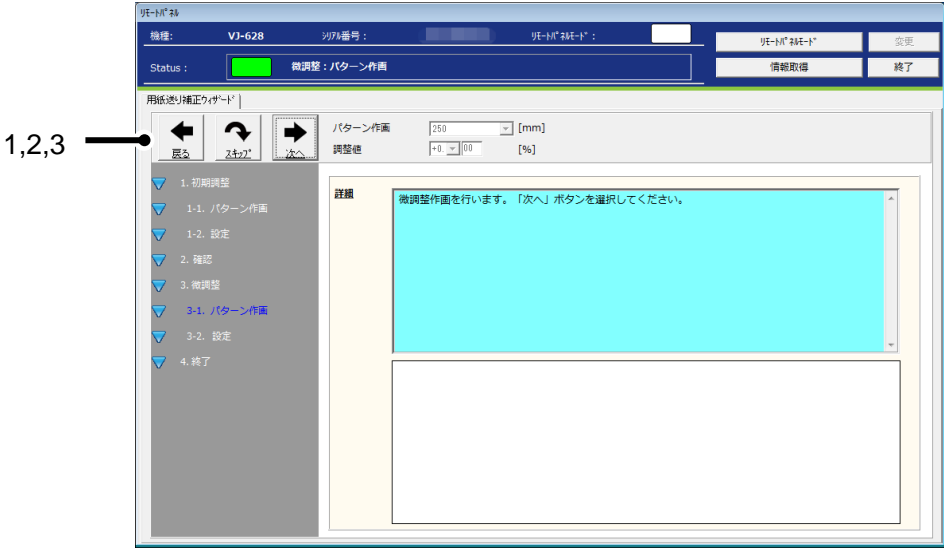 ﾘﾓｰﾄﾊﾟﾈﾙ
機種: VJ-628 ｼﾘｱﾙ番号： ﾘﾓｰﾄﾊﾟﾈﾙﾓｰﾄﾞ：
ﾘﾓｰﾄﾊﾟﾈﾙﾓｰﾄﾞ 変更
Status： 微調整：パターン作画
情報取得 終了
用紙送り補正ｳｨｻﾞｰﾄﾞ
1,2,3
戻る ｽｷｯﾌﾟ 次へ
パターン作画 250 [mm]
調整値 +0. 00 [%]
1. 初期調整
1-1. パターン作画
1-2. 設定
2. 確認
3. 微調整
3-1. パターン作画
3-2. 設定
4. 終了
詳細
微調整作画を行います。「次へ」ボタンを選択してください。